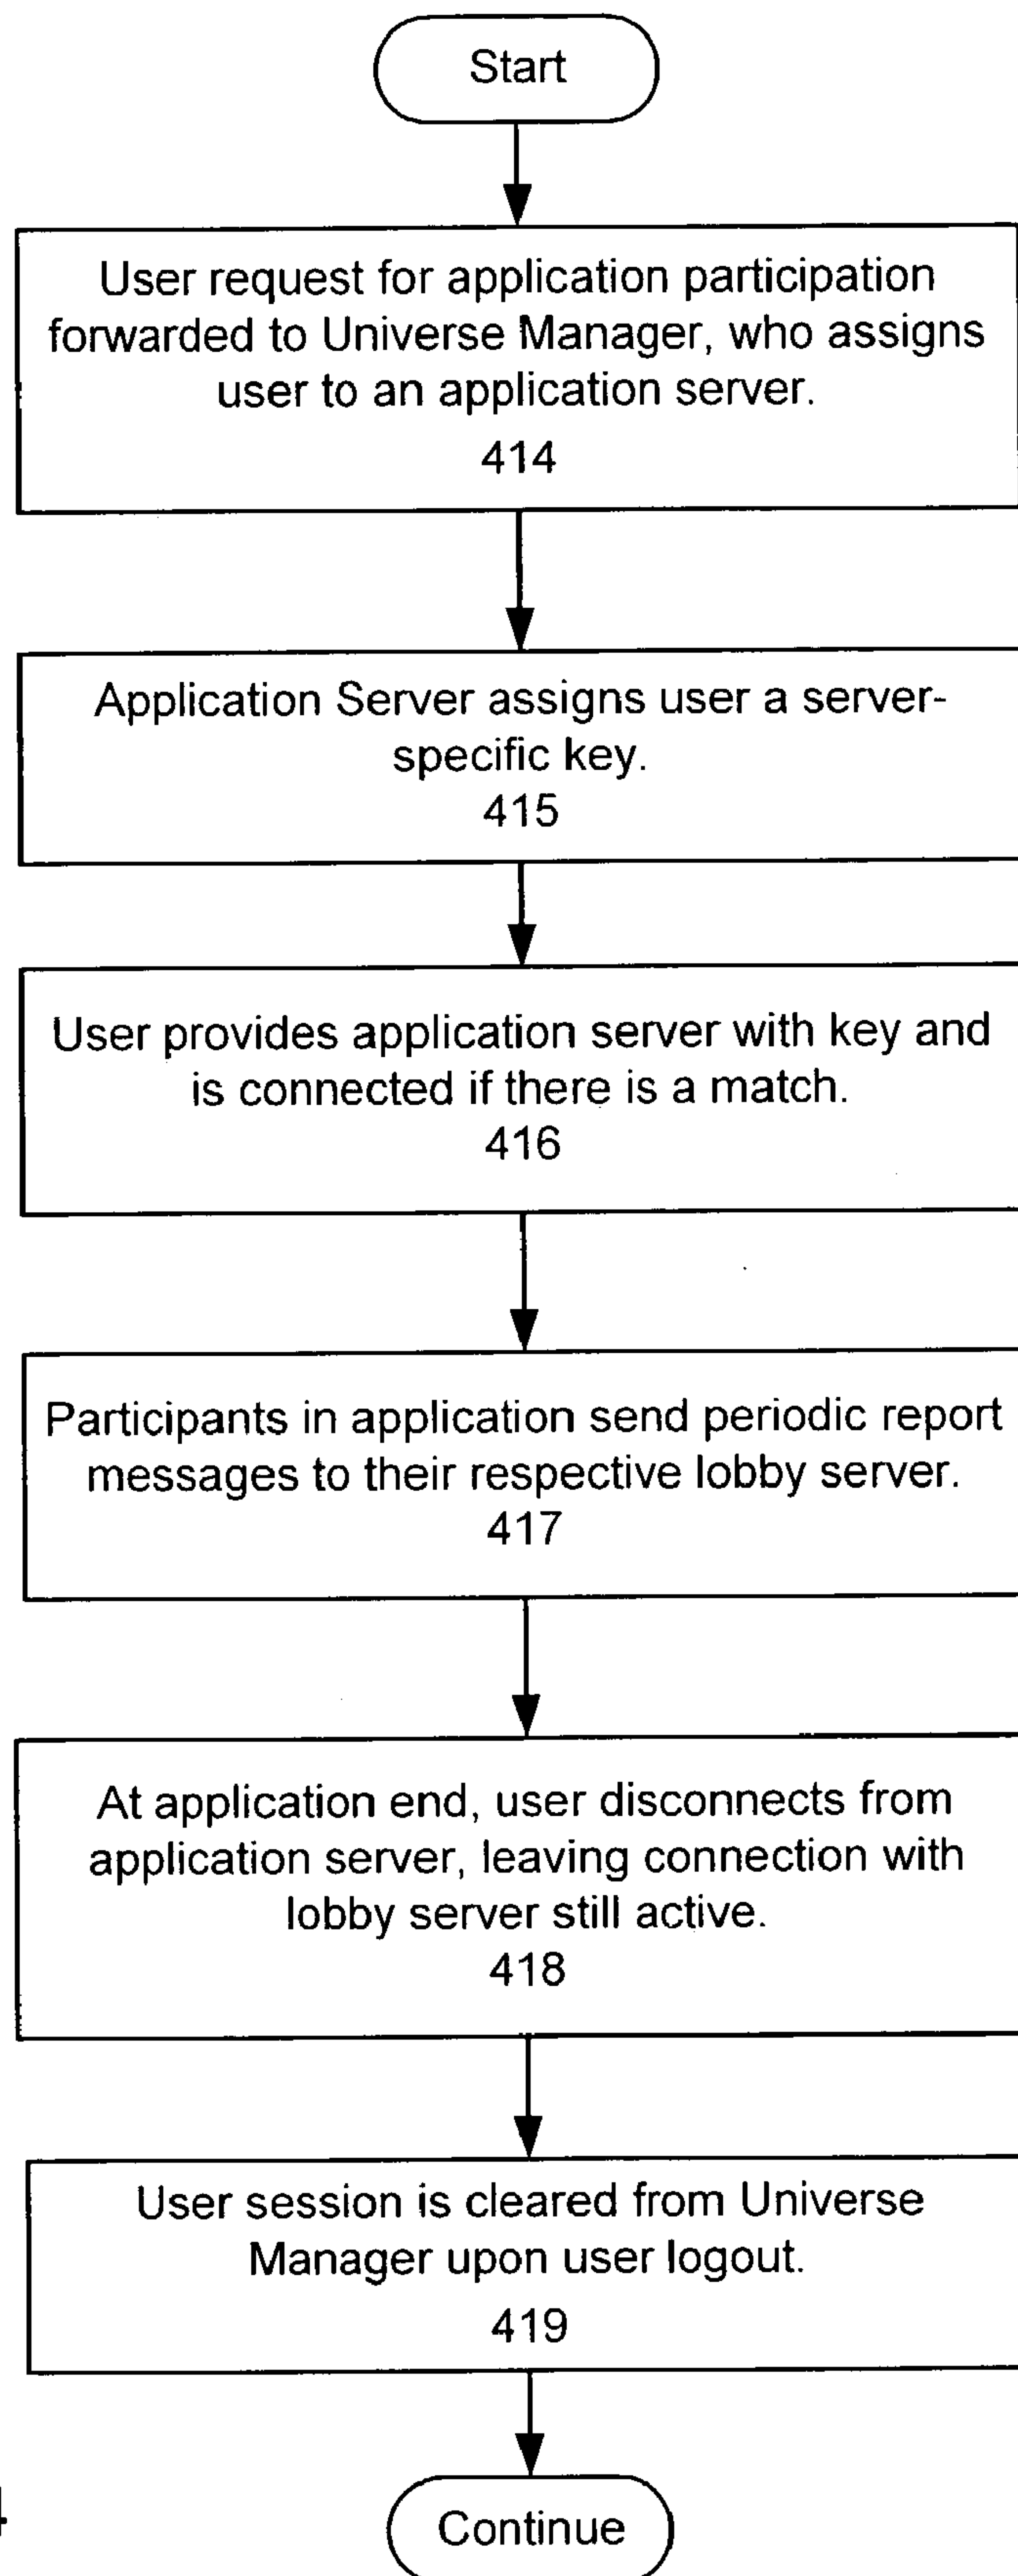 Start
User request for application participation
forwarded to Universe Manager, who assigns
user to an application server.
414
Application Server assigns user a server-
specific key.
415
User provides application server with key and
is connected if there is a match.
416
Participants in application send periodic report
messages to their respective lobby server.
417
At application end, user disconnects from
application server, leaving connection with
lobby server still active.
418
User session is cleared from Universe
Manager upon user logout.
419
Continue